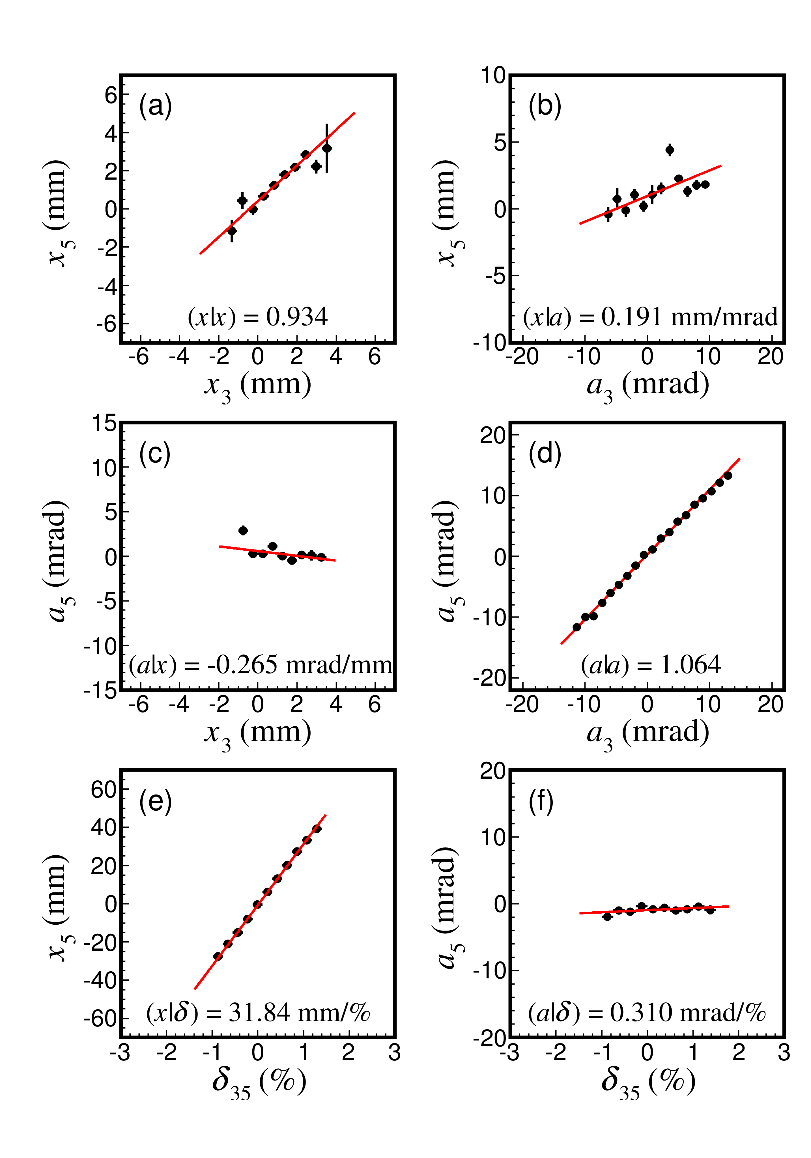 (a)
6
4
2
0
-2
-4
-6
x5 (mm)
(x|x) = 0.934
-6 -4 -2 0 2 4 6
x3 (mm)
(b)
10
5
0
-5
-10
x5 (mm)
(x|a) = 0.191 mm/mrad
-20 -10 0 10 20
a3 (mrad)
(c)
15
10
5
0
-5
-10
-15
a5 (mrad)
(a|x) = -0.265 mrad/mm
-6 -4 -2 0 2 4 6
x3 (mm)
(d)
20
10
0
-10
-20
a5 (mrad)
(a|a) = 1.064
-20 -10 0 10 20
a3 (mrad)
(e)
60
40
20
0
-20
-40
-60
x5 (mm)
(x|δ) = 31.84 mm/%
-3 -2 -1 0 1 2 3
δ35 (%)
(f)
20
10
0
-10
-20
a5 (mrad)
(a|δ) = 0.310 mrad/%
-3 -2 -1 0 1 2 3
δ35 (%)